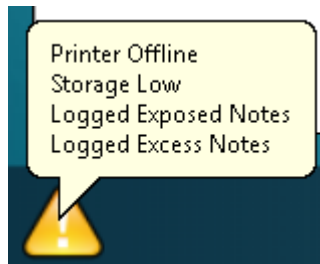 Printer Offline
Storage Low
Logged Exposed Notes
Logged Excess Notes